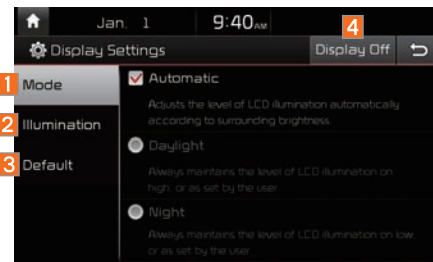 Jan. 1 9:40AM
4
Display Settings Display Off
1 Mode
Automatic
Adjusts the level of LCD illumination automatically
according to surrounding brightness.
2 Illumination
Daylight
Always maintains the level of LCD illumination on
high, or as set by the user
3 Default
Night
Always maintains the level of LCD illumination on low,
or as set by the user